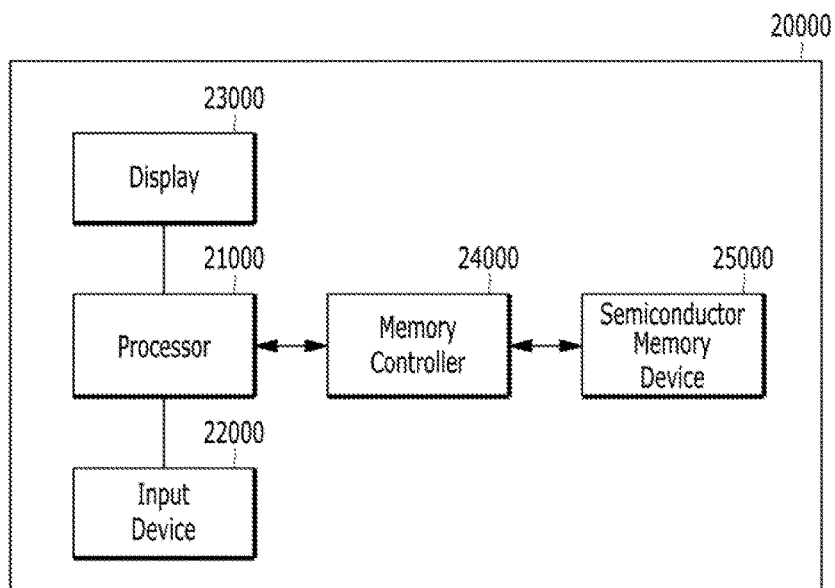 20000
23000
Display
21000
24000
25000
Processor
Memory
Controller
Semiconductor
Memory
Device
22000
Input
Device